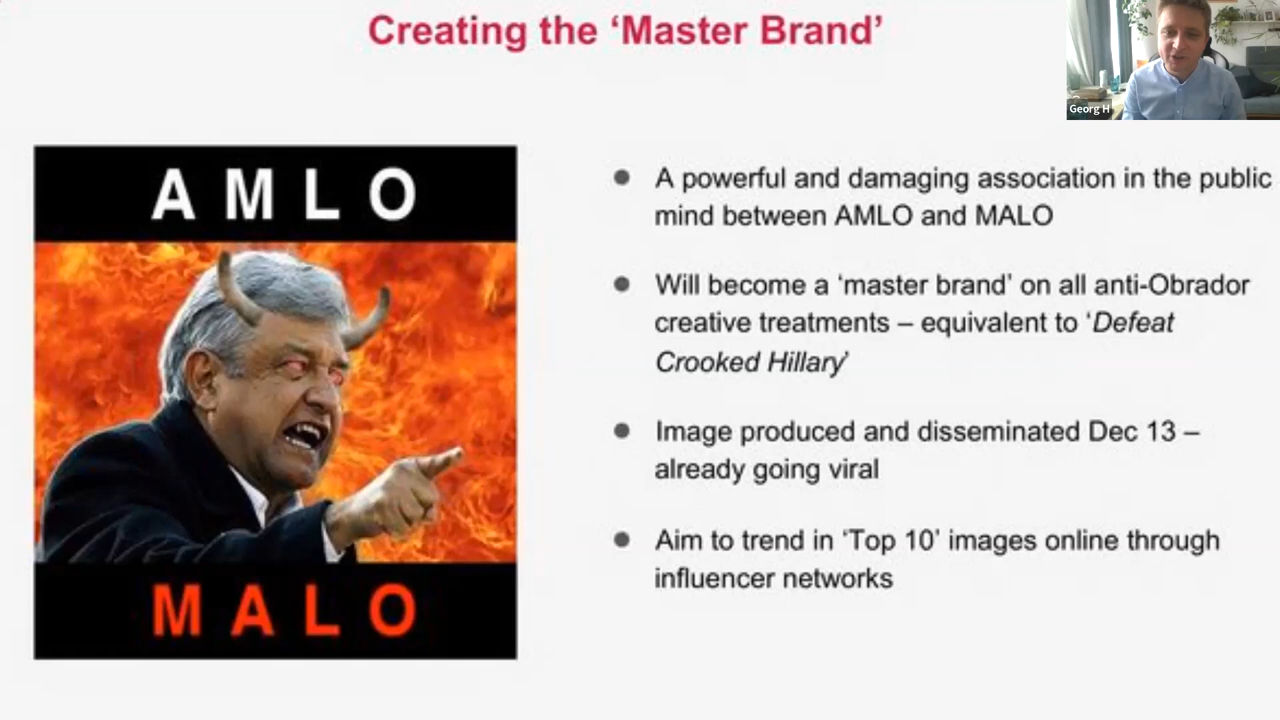 Creating the ‘Master Brand’
Georg H
A M L O
M A L O
● A powerful and damaging association in the public
mind between AMLO and MALO
● Will become a ‘master brand’ on all anti-Obrador
creative treatments – equivalent to ‘Defeat
Crooked Hillary’
● Image produced and disseminated Dec 13 –
already going viral
● Aim to trend in ‘Top 10’ images online through
influencer networks